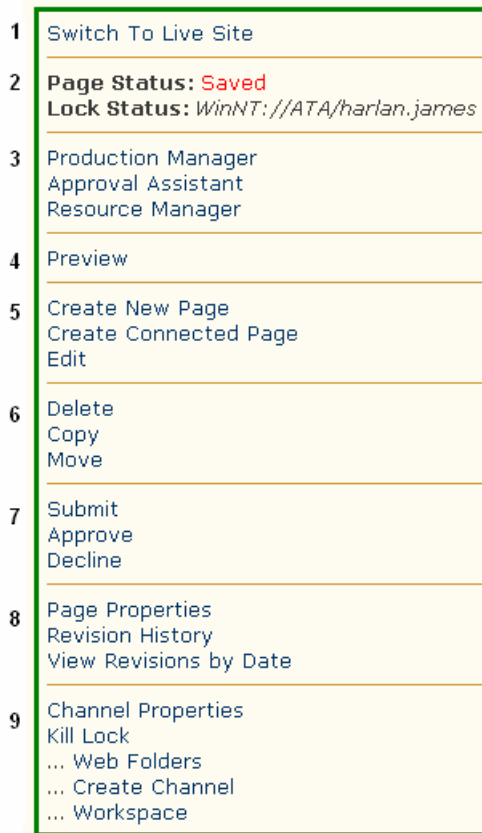 1 Switch To Live Site
2 Page Status: Saved
Lock Status: WinNT://ATA/harlan.james
3 Production Manager
Approval Assistant
Resource Manager
4 Preview
5 Create New Page
Create Connected Page
Edit
6 Delete
Copy
Move
7 Submit
Approve
Decline
8 Page Properties
Revision History
View Revisions by Date
9 Channel Properties
Kill Lock
... Web Folders
... Create Channel
... Workspace